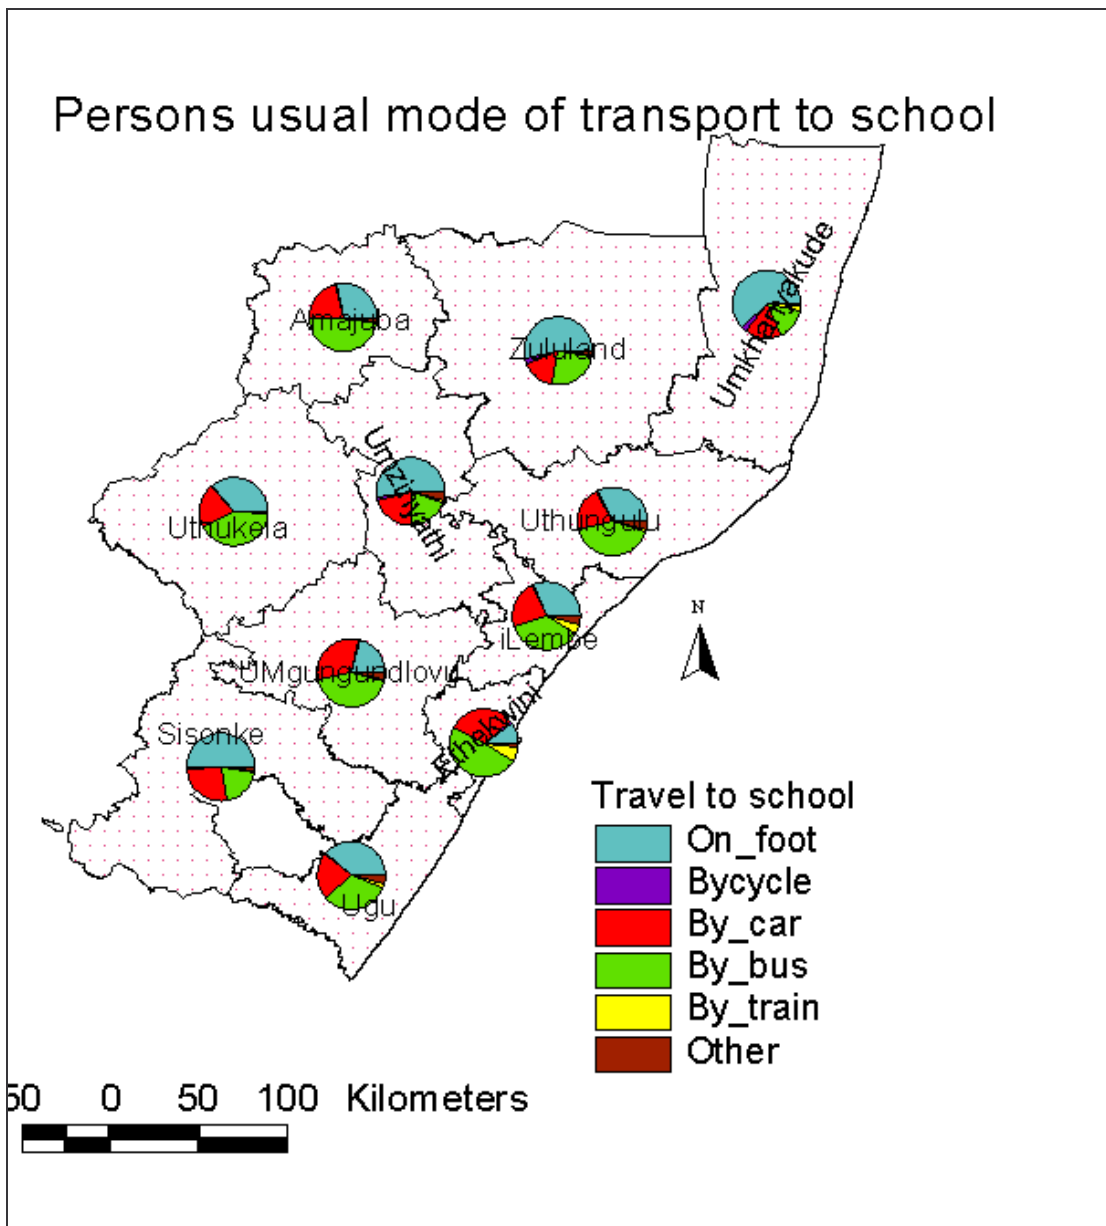 Persons usual mode of transport to school
Umkhanyakude
Amajuba
Zululand
Umzinyathi
Uthukela
Uthungulu
N
iLembe
UMgungundlovu
Ethekwini
Sisonke
Ugu
Travel to school
On_foot
Bycycle
By_car
By_bus
By_train
Other
50 0 50 100 Kilometers